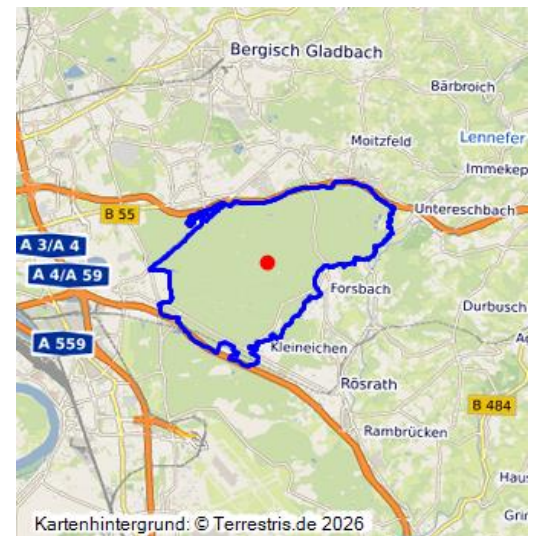 Bergisch Gladbach
Bärbroich
Moitzfeld
Lennefer
Immekep
B 55
Untereschbach
A 3/A 4
A 4/A 59
Forsbach
Durbusch
A 559
Kleineichen
Rösrath
B 484
Rambrücken
Haus
Kartenhintergrund: © Terrestris.de 2026